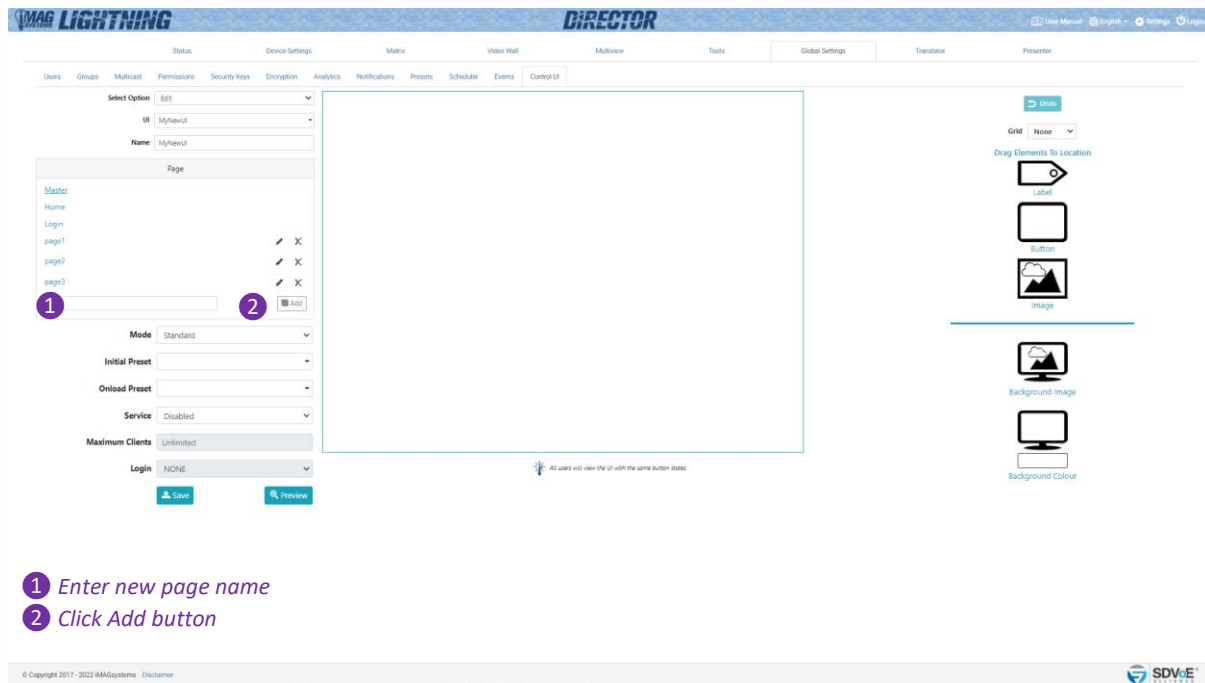 iMAG SYSTEMS LIGHTNING DIRECTOR User Manual English Settings Logout
Status Device Settings Matrix Video Wall Multiview Tools Global Settings Translator Presenter
Users Groups Multicast Permissions Security Keys Encryption Analytics Notifications Presets Scheduler Events Control UI
Select Option Edit
UI MyNewUI
Name MyNewUI
Page
Master
Home
Login
page1
page2
page3
1 2 Add
Mode Standard
Initial Preset
Onload Preset
Service Disabled
Maximum Clients Unlimited
Login NONE
Save Preview
All users will view the UI with the same button states.
Undo
Grid None
Drag Elements To Location
Label
Button
Image
Background Image
Background Colour
1 Enter new page name
2 Click Add button
© Copyright 2017 - 2022 iMAGsystems Disclaimer
SDVoE
ALLIANCE